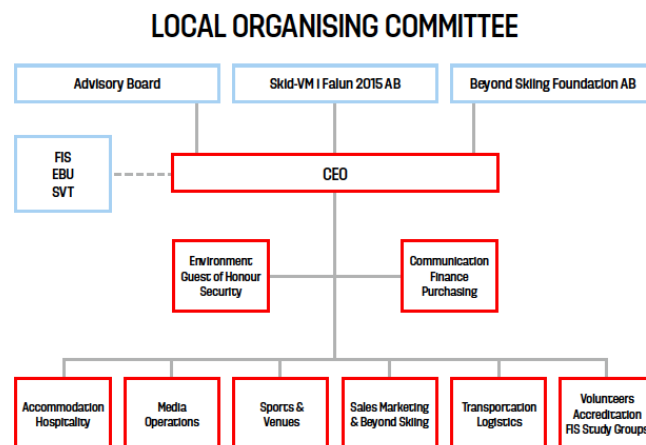 LOCAL ORGANISING COMMITTEE
Advisory Board
Skid-VM i Falun 2015 AB
Beyond Skiing Foundation AB
FIS
EBU
SVT
CEO
Environment
Guest of Honour
Security
Communication
Finance
Purchasing
Accommodation
Hospitality
Media
Operations
Sports &
Venues
Sales Marketing
& Beyond Skiing
Transportation
Logistics
Volunteers
Accreditation
FIS Study Groups